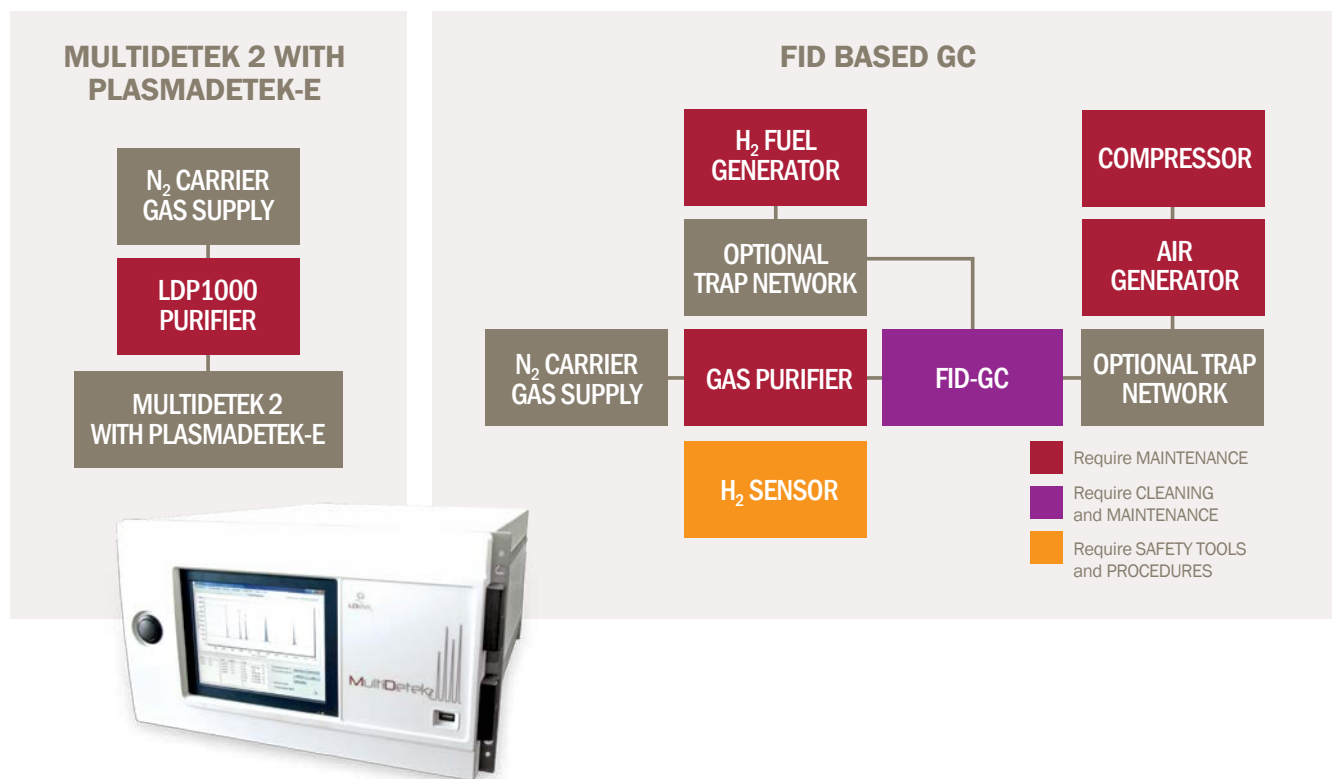 MULTIDETEK 2 WITH
PLASMADETEK-E
N₂ CARRIER
GAS SUPPLY
LDP1000
PURIFIER
MULTIDETEK 2
WITH PLASMADETEK-E
FID BASED GC
H₂ FUEL
GENERATOR
COMPRESSOR
OPTIONAL
TRAP NETWORK
AIR
GENERATOR
N₂ CARRIER
GAS SUPPLY
GAS PURIFIER
FID-GC
OPTIONAL TRAP
NETWORK
H₂ SENSOR
Require MAINTENANCE
Require CLEANING
and MAINTENANCE
Require SAFETY TOOLS
and PROCEDURES
MultiDetek2